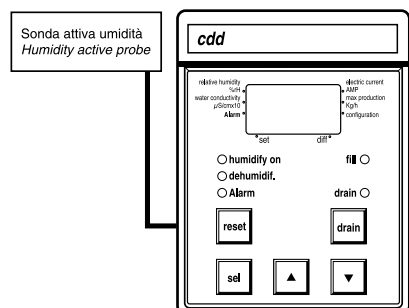 Sonda attiva umidità
Humidity active probe
cdd
relative humidity
%rH
water conductivity
µS/cmx10
Alarm
electric current
AMP
max production
Kg/h
configuration
set diff
humidify on fill
dehumidif.
Alarm drain
reset drain
sel